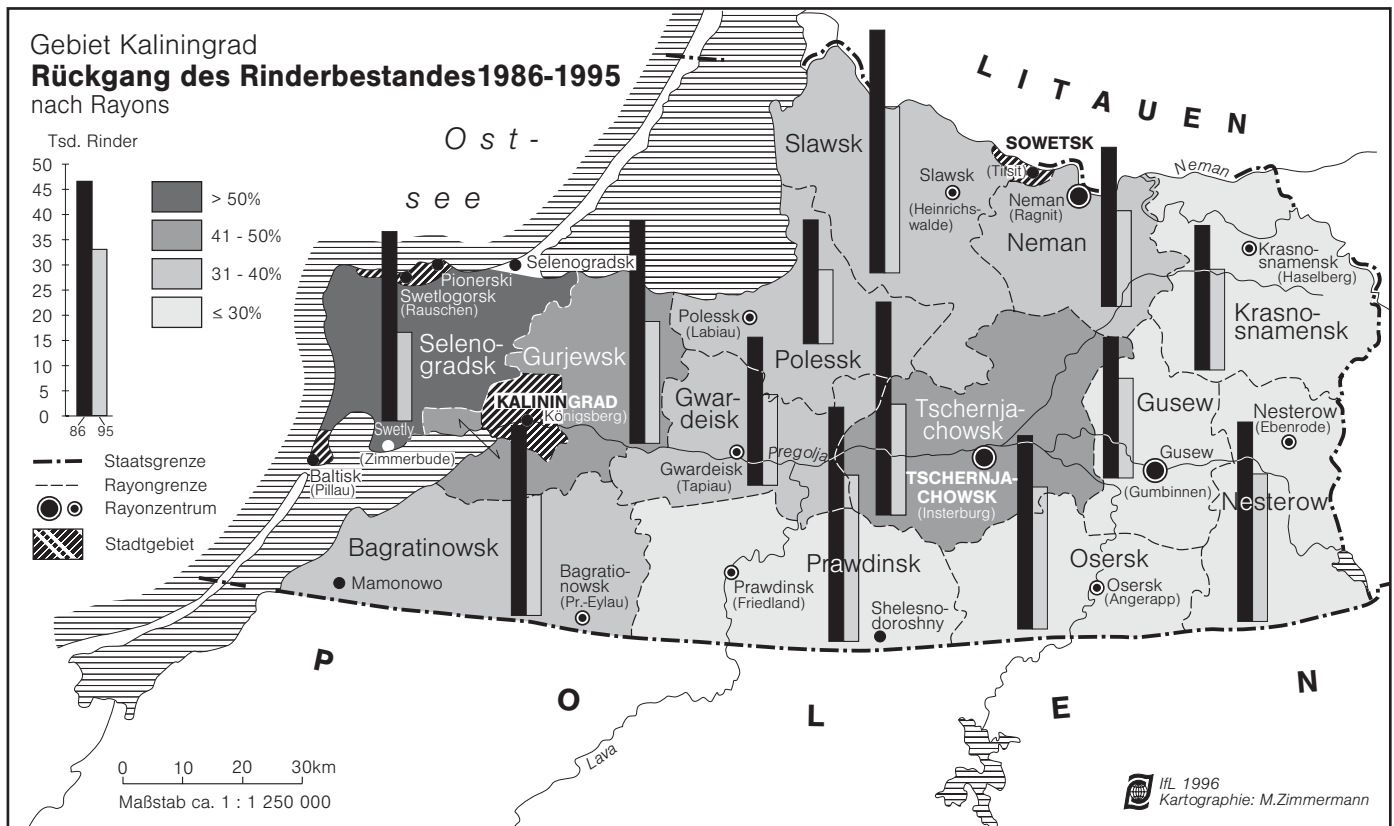 Gebiet Kaliningrad
Rückgang des Rinderbestandes1986-1995
nach Rayons
Tsd. Rinder
50
45
40
35
30
25
20
15
10
5
0
86 95
> 50%
41 - 50%
31 - 40%
≤ 30%
Staatsgrenze
Rayongrenze
Rayonzentrum
Stadtgebiet
Ost-
see
LITAUEN
Neman
SOWETSK
(Tilsit)
Slawsk
Slawsk
(Heinrichs-
walde)
Neman
(Ragnit)
Neman
Krasno-
snamensk
(Haselberg)
Krasno-
snamensk
Selenogradsk
Pionerski
Swetlogorsk
(Rauschen)
Seleno-
gradsk
Gurjewsk
KALININGRAD
(Königsberg)
Swetly
(Zimmerbude)
Baltisk
(Pillau)
Polessk
(Labiau)
Polessk
Gwar-
deisk
Gwardeisk
(Tapiau)
Pregolja
Tschernja-
chowsk
TSCHERNJA-
CHOWSK
(Insterburg)
Gusew
Gusew
(Gumbinnen)
Nesterow
(Ebenrode)
Nesterow
Bagratinowsk
Mamonowo
Bagratio-
nowsk
(Pr.-Eylau)
Prawdinsk
Prawdinsk
(Friedland)
Shelesno-
doroshny
Osersk
Osersk
(Angerapp)
POLEN
Lava
0 10 20 30km
Maßstab ca. 1 : 1 250 000
IfL 1996
Kartographie: M.Zimmermann